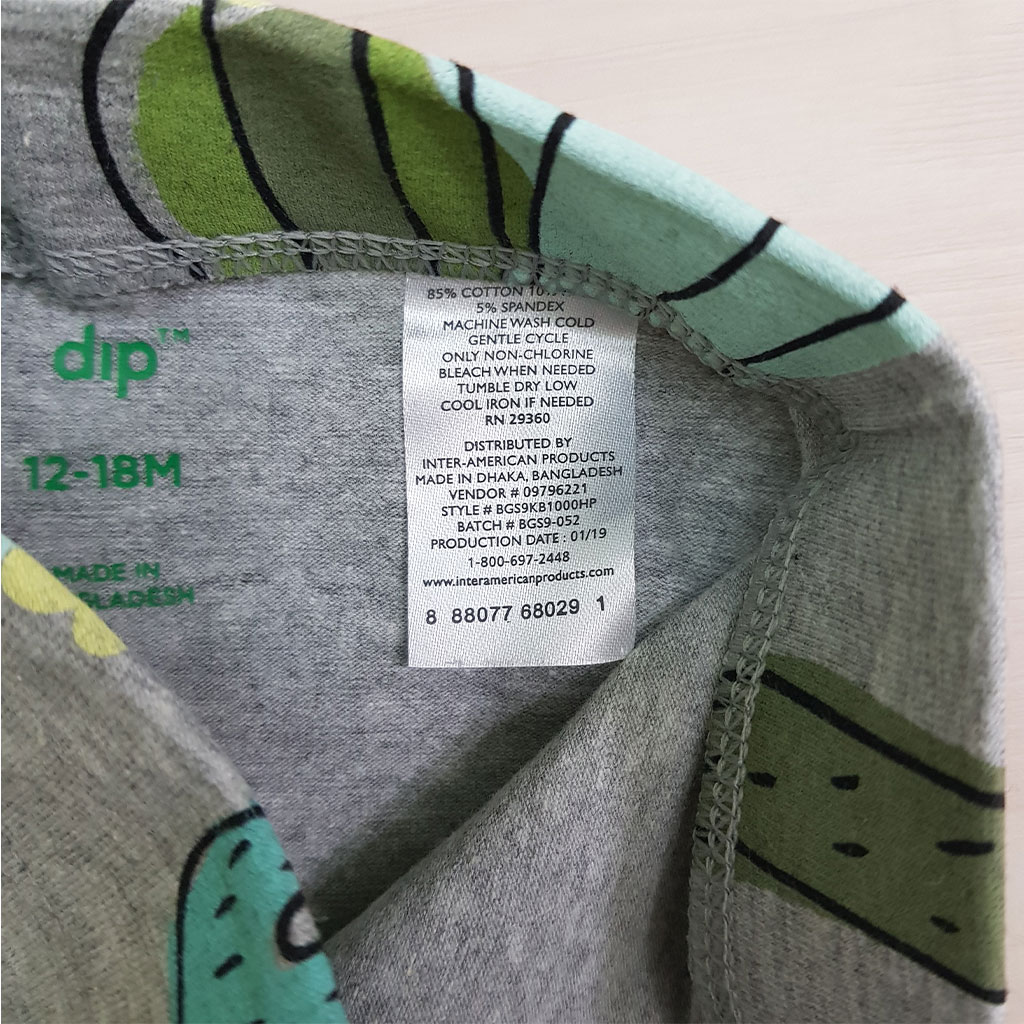 dip™
12-18M
MADE IN
85% COTTON
5% SPANDEX
MACHINE WASH COLD
GENTLE CYCLE
ONLY NON-CHLORINE
BLEACH WHEN NEEDED
TUMBLE DRY LOW
COOL IRON IF NEEDED
RN 29360
DISTRIBUTED BY
INTER-AMERICAN PRODUCTS
MADE IN DHAKA, BANGLADESH
VENDOR # 09796221
STYLE # BGS9KB1000HP
BATCH # BGS9-052
PRODUCTION DATE : 01/19
1-800-697-2448
www.interamericanproducts.com
8 88077 68029 1